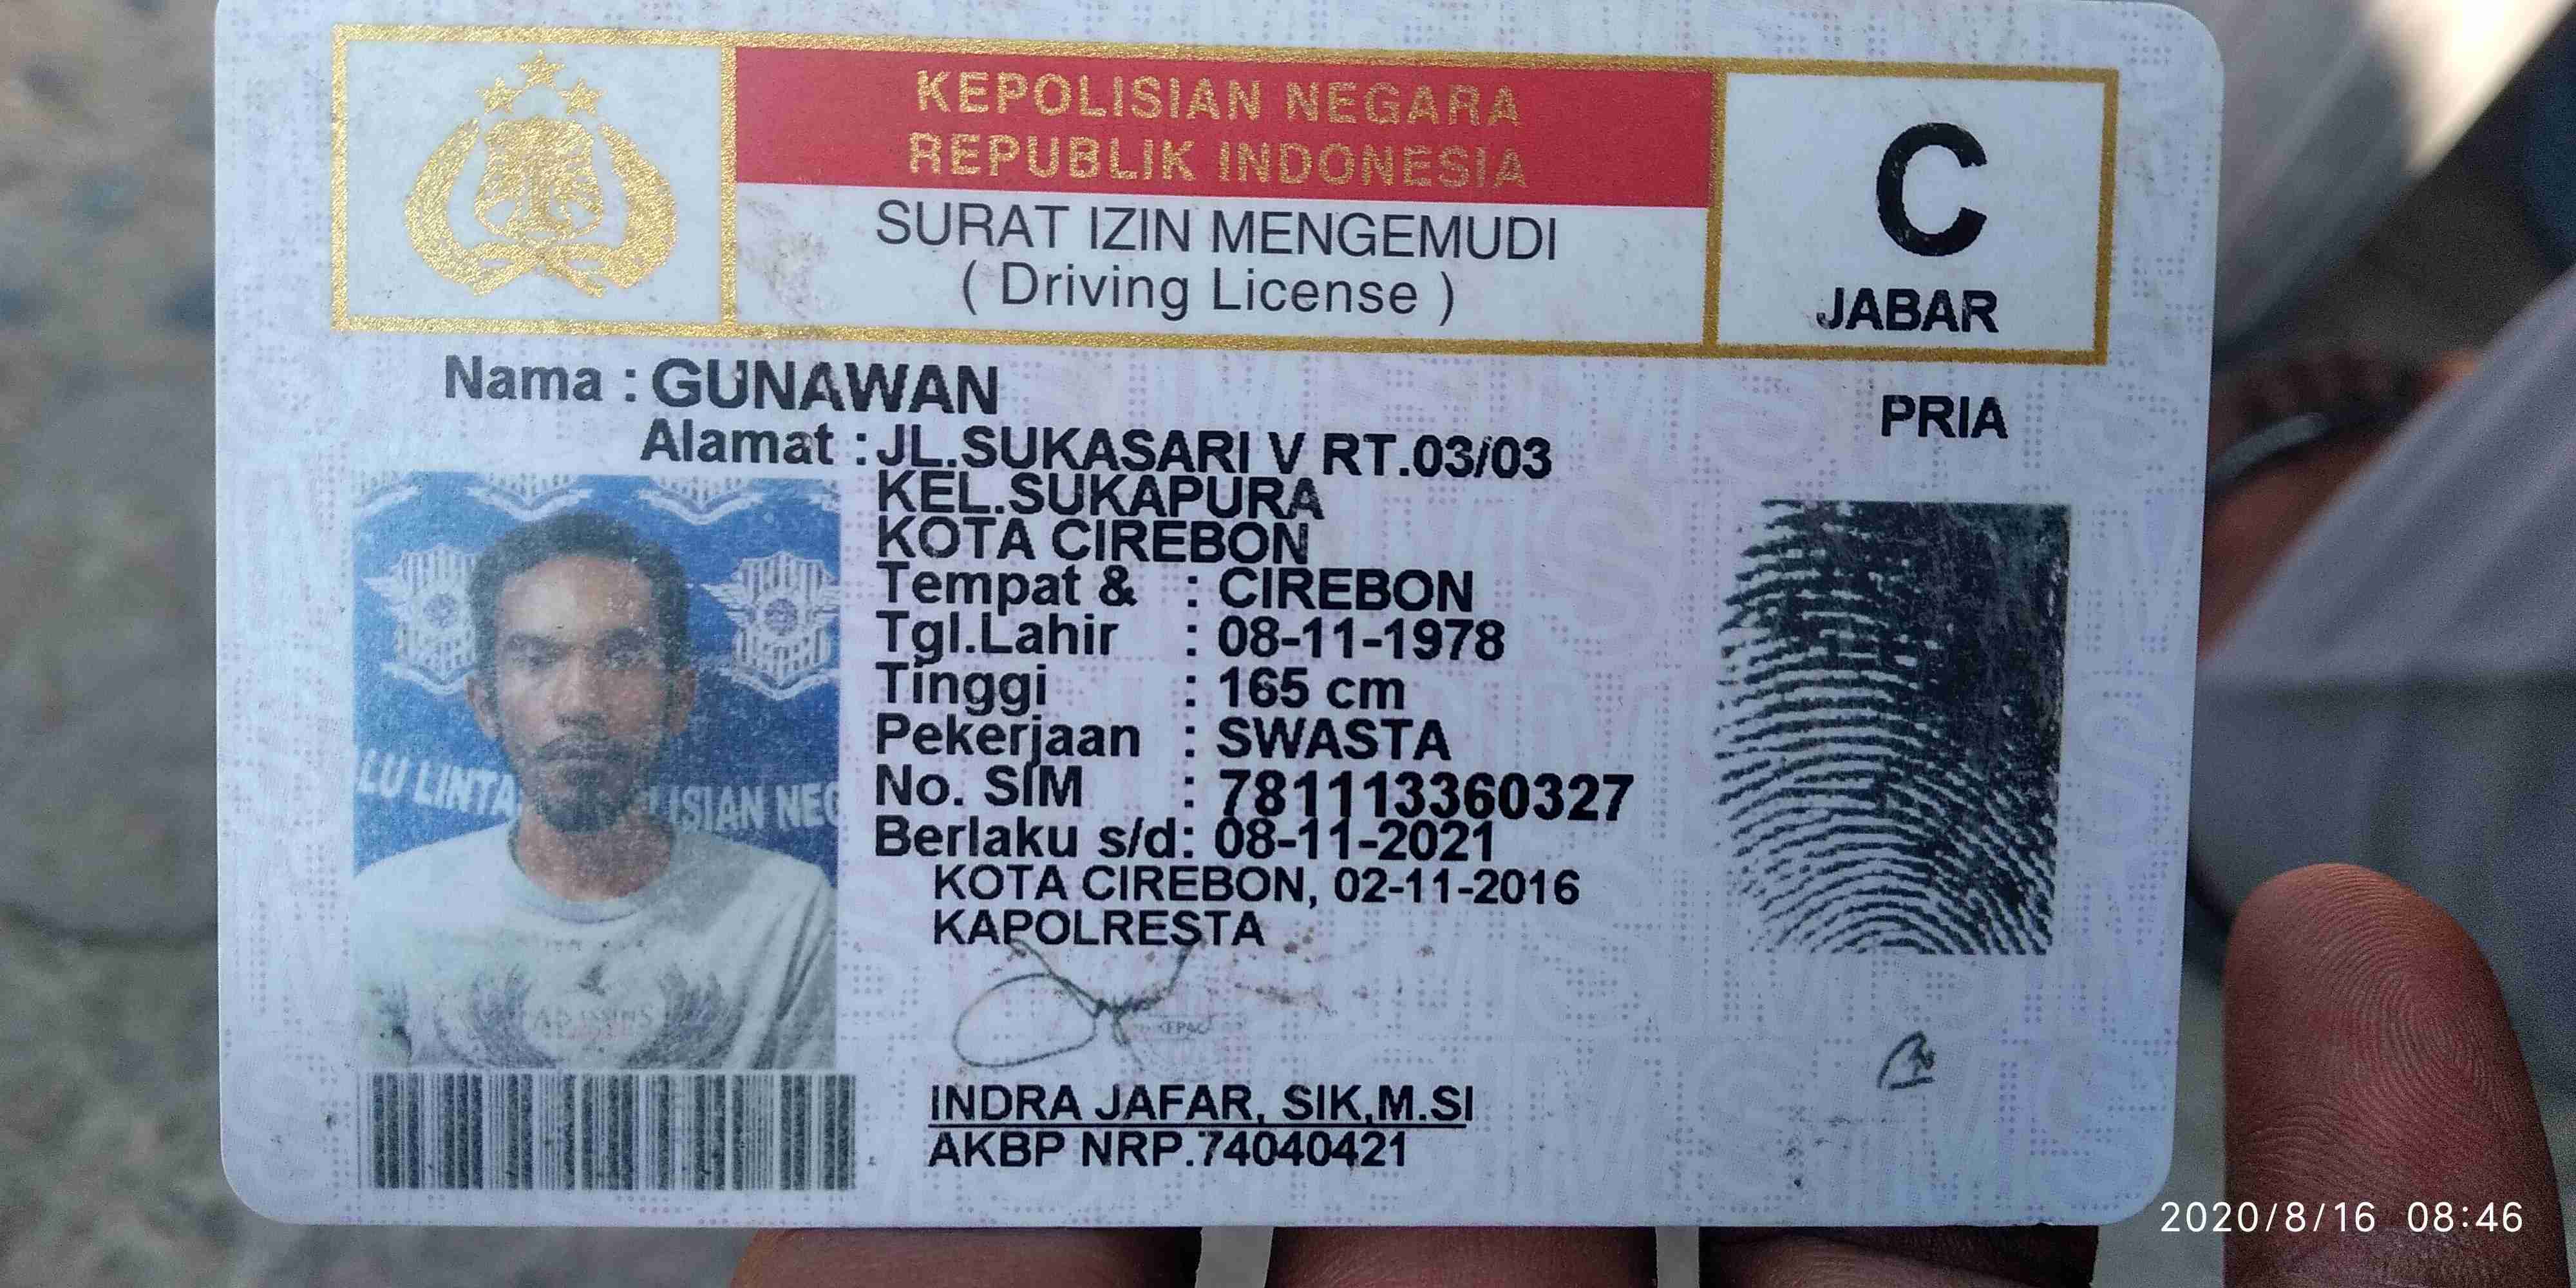 KEPOLISIAN NEGARA
REPUBLIK INDONESIA
SURAT IZIN MENGEMUDI
( Driving License )
C
JABAR
Nama : GUNAWAN
PRIA
Alamat : JL.SUKASARI V RT.03/03
KEL.SUKAPURA
KOTA CIREBON
Tempat & : CIREBON
Tgl.Lahir : 08-11-1978
Tinggi : 165 cm
Pekerjaan : SWASTA
No. SIM : 781113360327
Berlaku s/d: 08-11-2021
KOTA CIREBON, 02-11-2016
KAPOLRESTA
INDRA JAFAR, SIK,M.SI
AKBP NRP.74040421
LU LINTA ISIAN NEG
2020/8/16 08:46